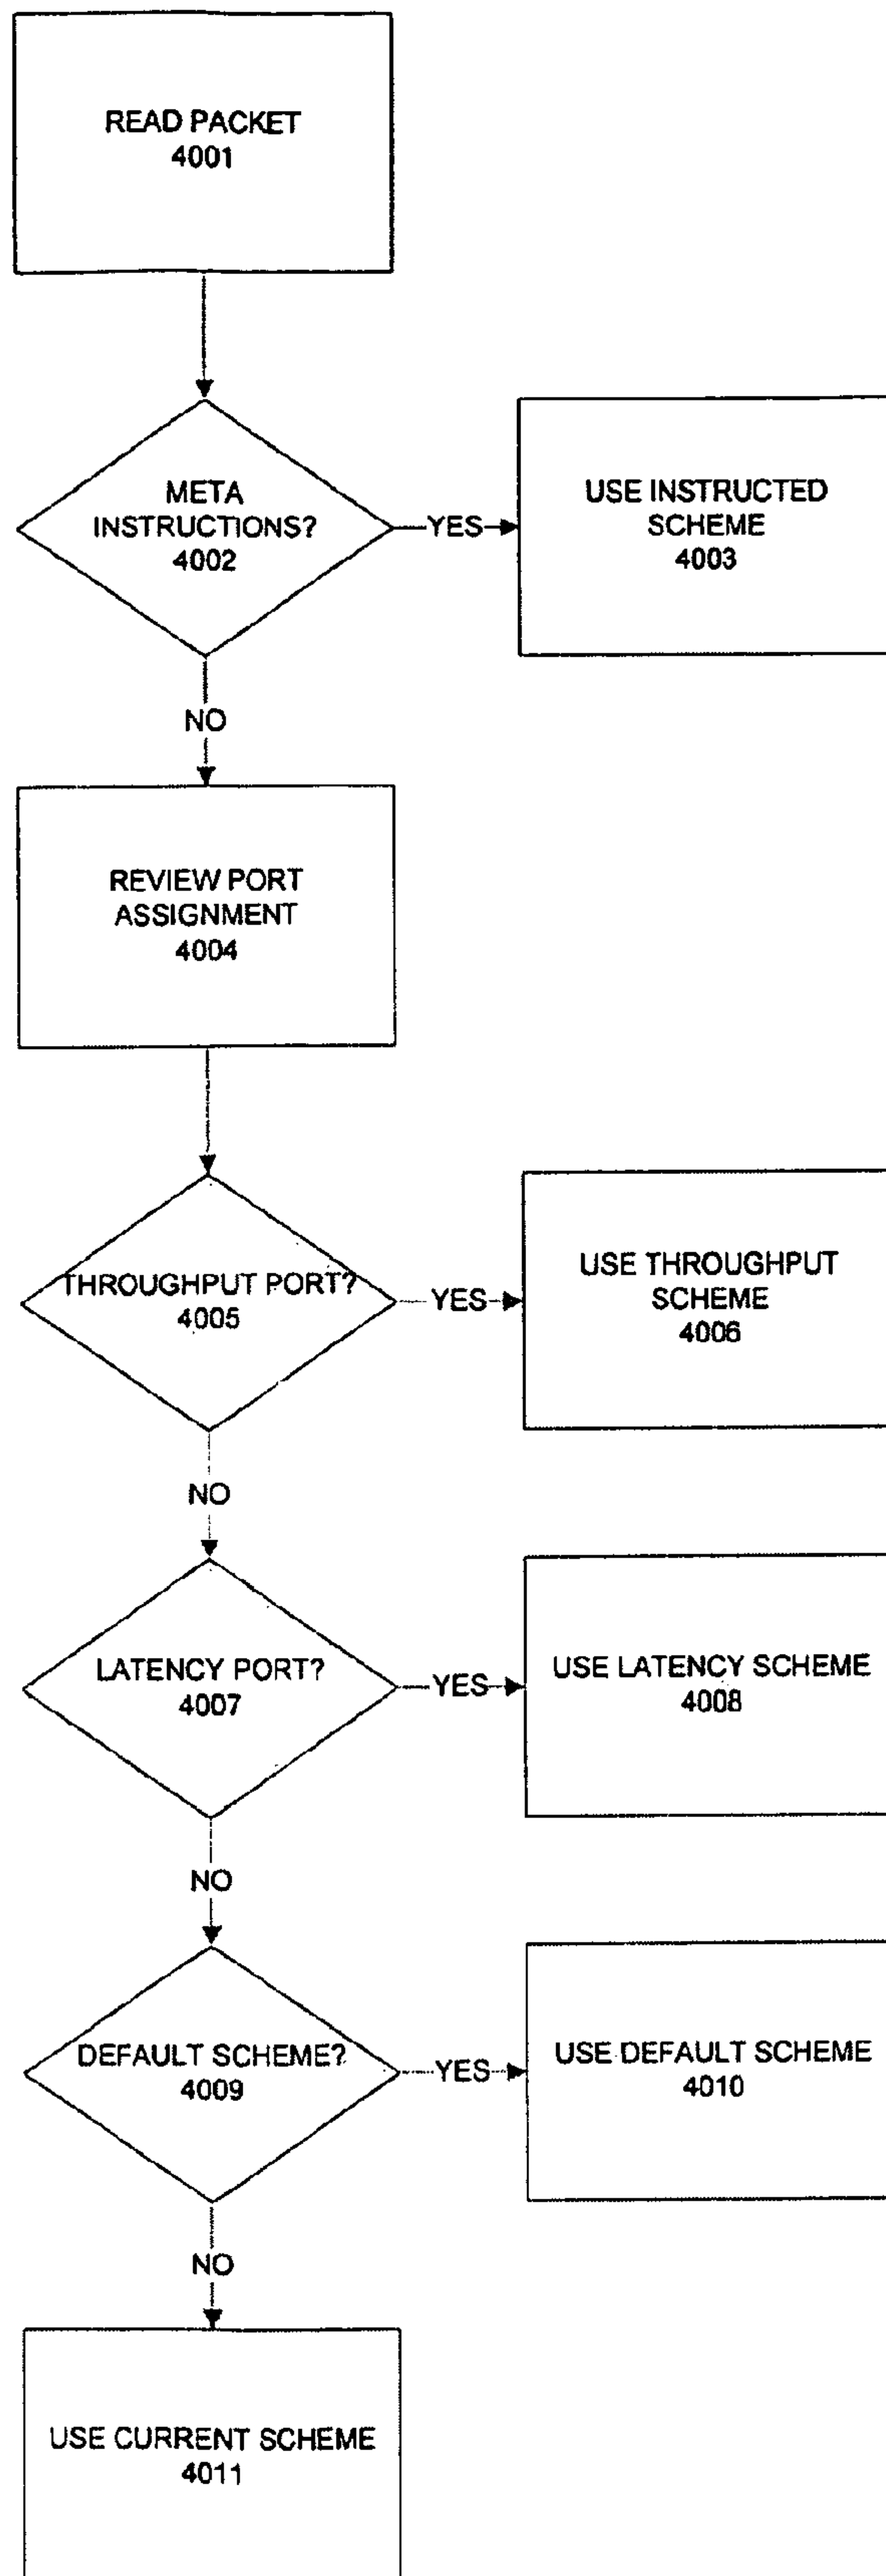 READ PACKET
4001
META
INSTRUCTIONS?
4002
YES
USE INSTRUCTED
SCHEME
4003
NO
REVIEW PORT
ASSIGNMENT
4004
THROUGHPUT PORT?
4005
YES
USE THROUGHPUT
SCHEME
4006
NO
LATENCY PORT?
4007
YES
USE LATENCY SCHEME
4008
NO
DEFAULT SCHEME?
4009
YES
USE DEFAULT SCHEME
4010
NO
USE CURRENT SCHEME
4011